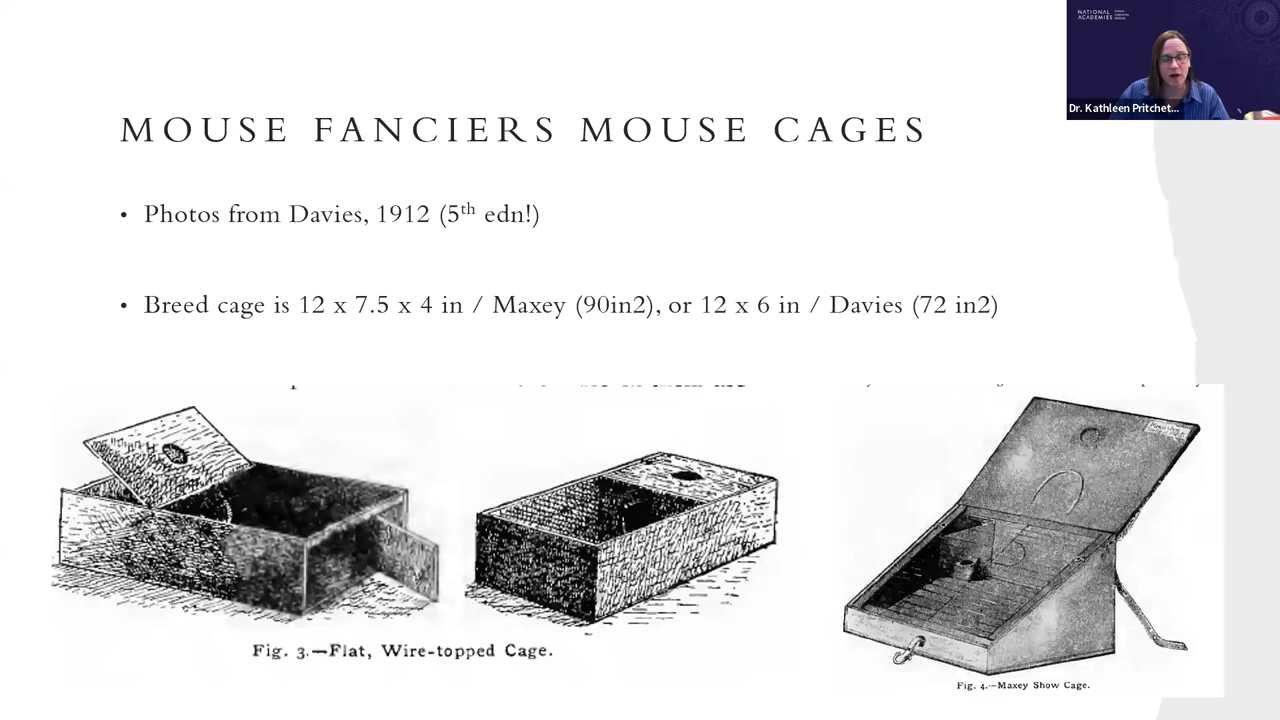 NATIONAL
ACADEMIES
Dr. Kathleen Pritchet...
MOUSE FANCIERS MOUSE CAGES
• Photos from Davies, 1912 (5th edn!)
• Breed cage is 12 x 7.5 x 4 in / Maxey (90in2), or 12 x 6 in / Davies (72 in2)
Fig. 3.—Flat, Wire-topped Cage.
Fig. 4.—Maxey Show Cage.